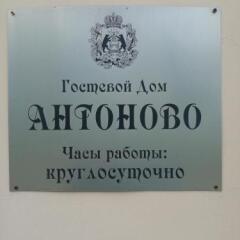 Гостевой Дом
АНТОНОВО
Часы работы:
круглосуточно